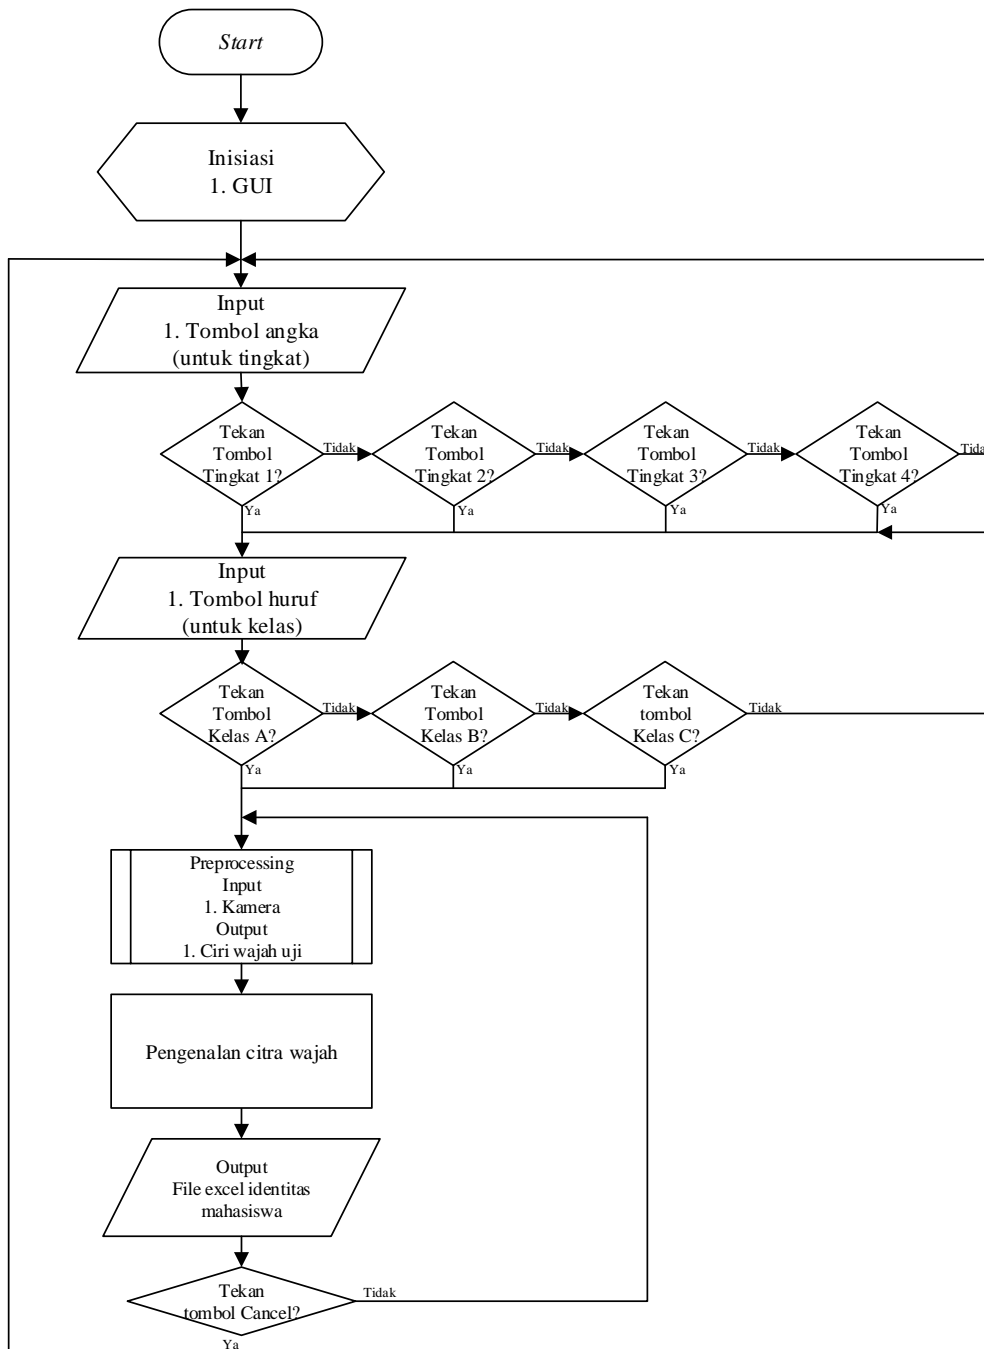 Start
Inisiasi
1. GUI
Input
1. Tombol angka
(untuk tingkat)
Tekan
Tombol
Tingkat 1?
Tidak
Ya
Tekan
Tombol
Tingkat 2?
Tidak
Ya
Tekan
Tombol
Tingkat 3?
Tidak
Ya
Tekan
Tombol
Tingkat 4?
Tidak
Ya
Input
1. Tombol huruf
(untuk kelas)
Tekan
Tombol
Kelas A?
Tidak
Ya
Tekan
Tombol
Kelas B?
Tidak
Ya
Tekan
tombol
Kelas C?
Tidak
Ya
Preprocessing
Input
1. Kamera
Output
1. Ciri wajah uji
Pengenalan citra wajah
Output
File excel identitas
mahasiswa
Tekan
tombol Cancel?
Tidak
Ya